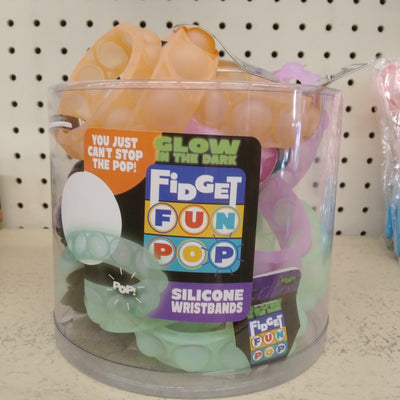 YOU JUST
CAN'T STOP
THE POP!
GLOW
IN THE DARK
FIDGET
FUN
POP
POP!
SILICONE
WRISTBANDS
POP!
FIDGET
FUN
POP